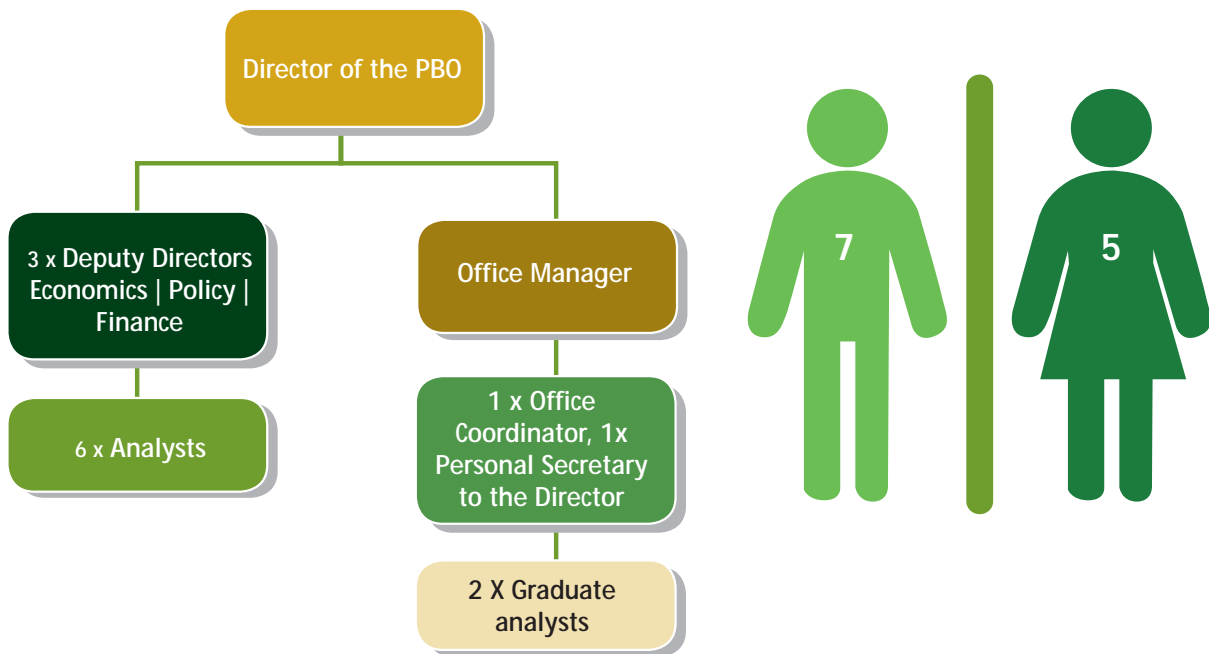 Director of the PBO
3 x Deputy Directors
Economics | Policy |
Finance
6 x Analysts
Office Manager
1 x Office
Coordinator, 1x
Personal Secretary
to the Director
2 X Graduate
analysts
7
5